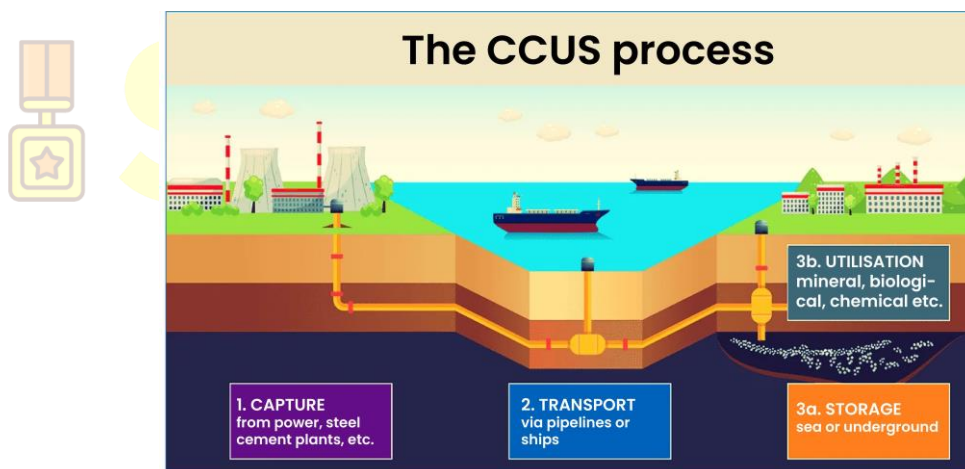 The CCUS process
3b. UTILISATION
mineral, biologi-
cal, chemical etc.
1. CAPTURE
from power, steel
cement plants, etc.
2. TRANSPORT
via pipelines or
ships
3a. STORAGE
sea or underground